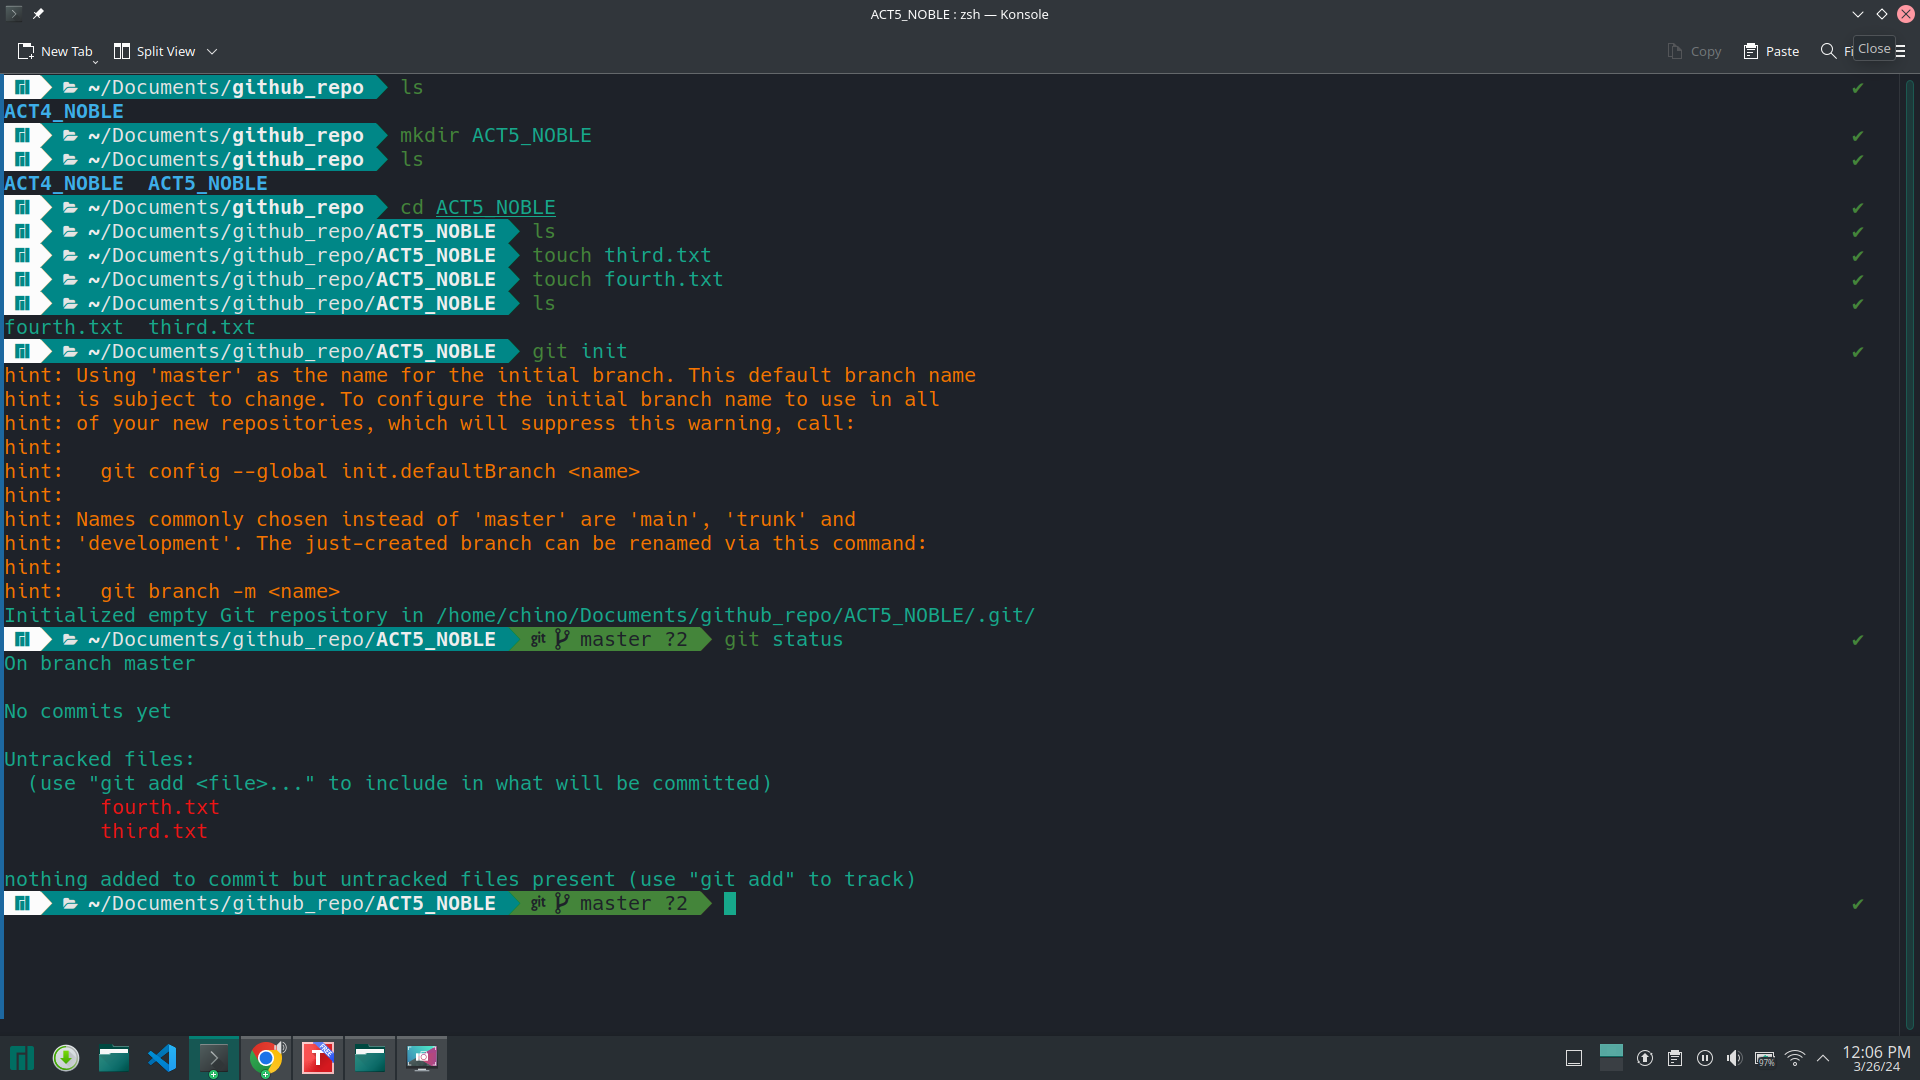 ACT5_NOBLE : zsh — Konsole
New Tab Split View Copy Paste Fi Close
~/Documents/github_repo ls
ACT4_NOBLE
~/Documents/github_repo mkdir ACT5_NOBLE
~/Documents/github_repo ls
ACT4_NOBLE ACT5_NOBLE
~/Documents/github_repo cd ACT5_NOBLE
~/Documents/github_repo/ACT5_NOBLE ls
~/Documents/github_repo/ACT5_NOBLE touch third.txt
~/Documents/github_repo/ACT5_NOBLE touch fourth.txt
~/Documents/github_repo/ACT5_NOBLE ls
fourth.txt third.txt
~/Documents/github_repo/ACT5_NOBLE git init
hint: Using 'master' as the name for the initial branch. This default branch name
hint: is subject to change. To configure the initial branch name to use in all
hint: of your new repositories, which will suppress this warning, call:
hint:
hint: git config --global init.defaultBranch <name>
hint:
hint: Names commonly chosen instead of 'master' are 'main', 'trunk' and
hint: 'development'. The just-created branch can be renamed via this command:
hint:
hint: git branch -m <name>
Initialized empty Git repository in /home/chino/Documents/github_repo/ACT5_NOBLE/.git/
~/Documents/github_repo/ACT5_NOBLE git master ?2 git status
On branch master
No commits yet
Untracked files:
(use "git add <file>..." to include in what will be committed)
fourth.txt
third.txt
nothing added to commit but untracked files present (use "git add" to track)
~/Documents/github_repo/ACT5_NOBLE git master ?2
T FREE 97% 12:06 PM
3/26/24